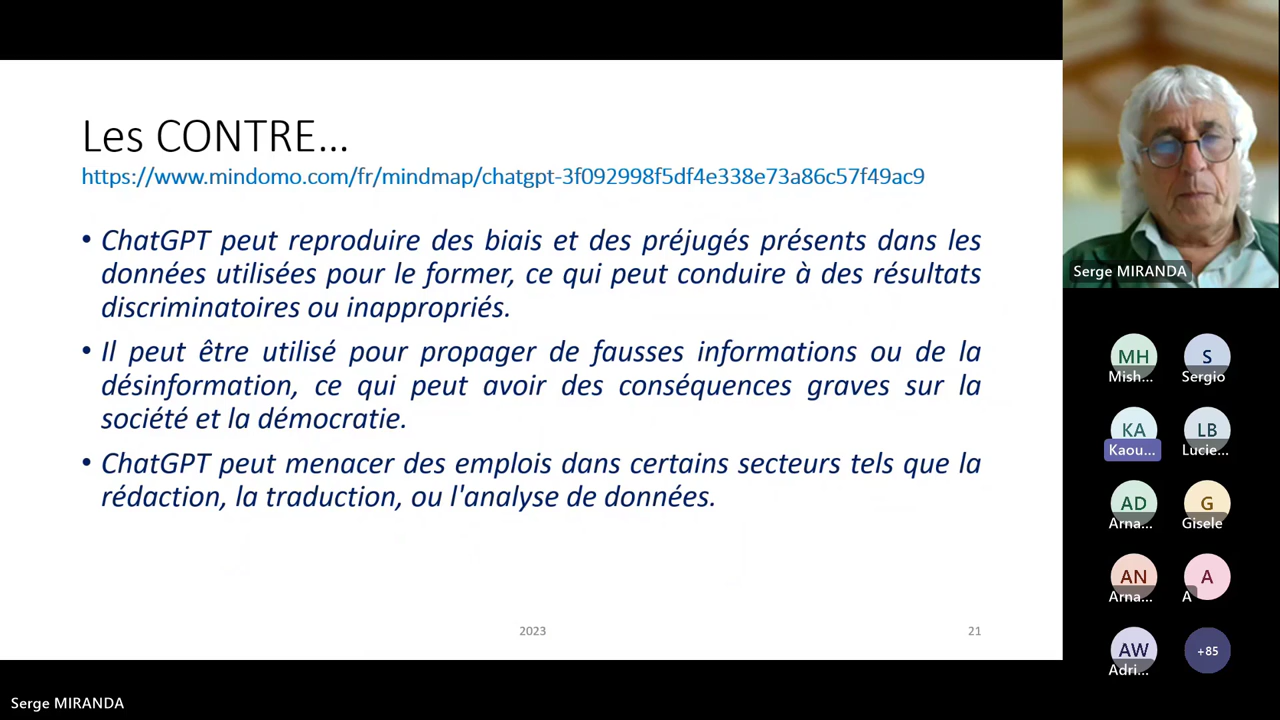 Les CONTRE...
https://www.mindomo.com/fr/mindmap/chatgpt-3f092998f5df4e338e73a86c57f49ac9
• ChatGPT peut reproduire des biais et des préjugés présents dans les
données utilisées pour le former, ce qui peut conduire à des résultats
discriminatoires ou inappropriés.
• Il peut être utilisé pour propager de fausses informations ou de la
désinformation, ce qui peut avoir des conséquences graves sur la
société et la démocratie.
• ChatGPT peut menacer des emplois dans certains secteurs tels que la
rédaction, la traduction, ou l'analyse de données.
2023
21
Serge MIRANDA
MH
Mish...
S
Sergio
KA
Kaou...
LB
Lucie...
AD
Arna...
G
Gisele
AN
Arna...
A
A
AW
Adri...
+85
Serge MIRANDA